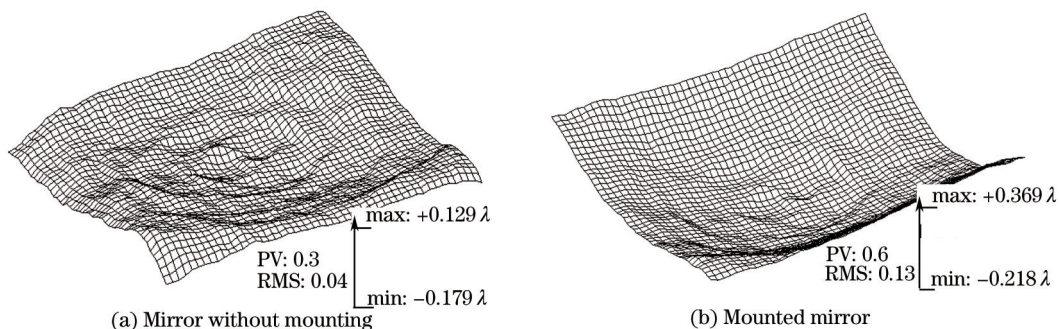 max: +0.129 λ
PV: 0.3
RMS: 0.04
min: −0.179 λ
(a) Mirror without mounting
max: +0.369 λ
PV: 0.6
RMS: 0.13
min: −0.218 λ
(b) Mounted mirror